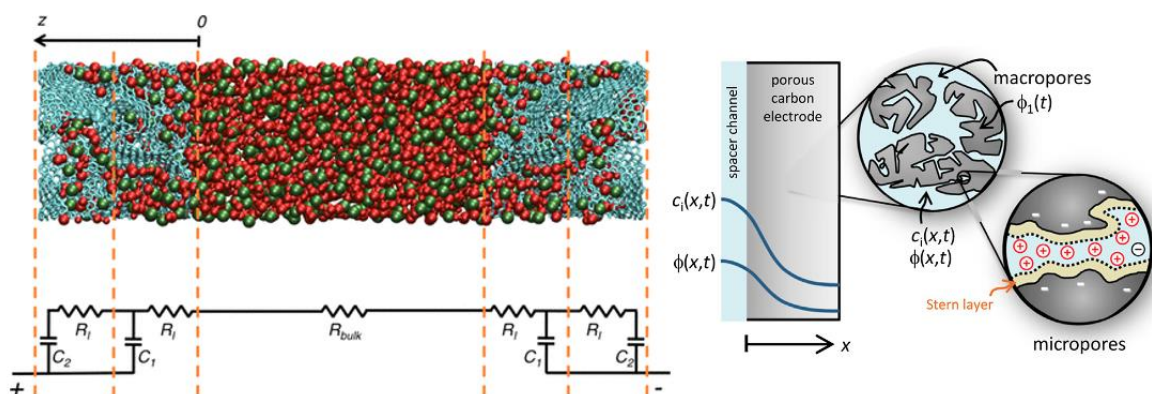 z
0
R_l
R_l
R_bulk
R_l
R_l
C_2
C_1
C_1
C_2
+
-
spacer channel
porous
carbon
electrode
c_i(x,t)
ϕ(x,t)
x
macropores
ϕ_1(t)
c_i(x,t)
ϕ(x,t)
Stern layer
micropores